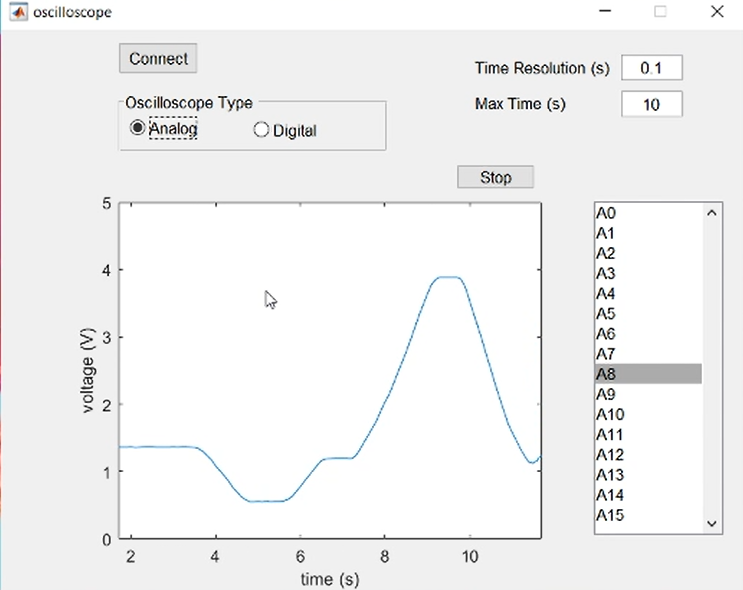 oscilloscope
Connect
Time Resolution (s) 0.1
Oscilloscope Type
Max Time (s) 10
Analog Digital
Stop
5
4
3
2
1
0
voltage (V)
2 4 6 8 10
time (s)
A0
A1
A2
A3
A4
A5
A6
A7
A8
A9
A10
A11
A12
A13
A14
A15